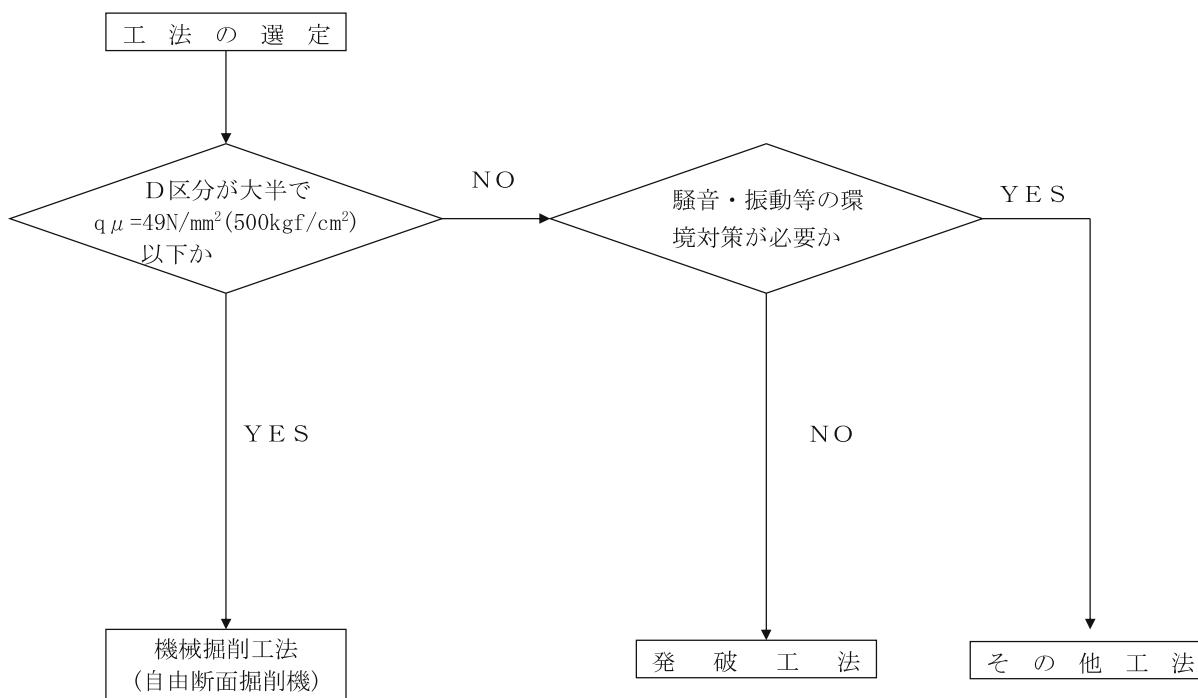 工法の選定
D区分が大半で
qμ=49N/mm²(500kgf/cm²)
以下か
NO
騒音・振動等の環
境対策が必要か
YES
YES
NO
機械掘削工法
(自由断面掘削機)
発破工法
その他工法